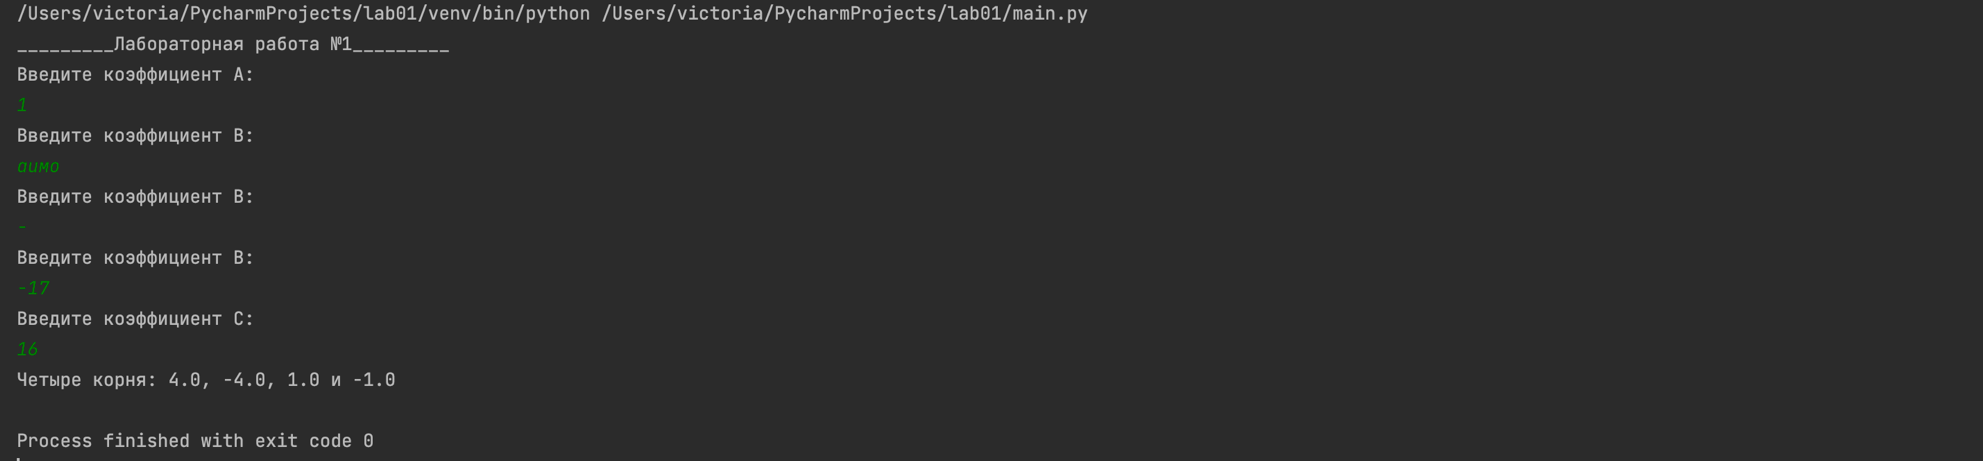 /Users/victoria/PycharmProjects/lab01/venv/bin/python /Users/victoria/PycharmProjects/lab01/main.py
_________Лабораторная работа №1_________
Введите коэффициент A:
1
Введите коэффициент B:
аимо
Введите коэффициент B:
-
Введите коэффициент B:
-17
Введите коэффициент C:
16
Четыре корня: 4.0, -4.0, 1.0 и -1.0
Process finished with exit code 0